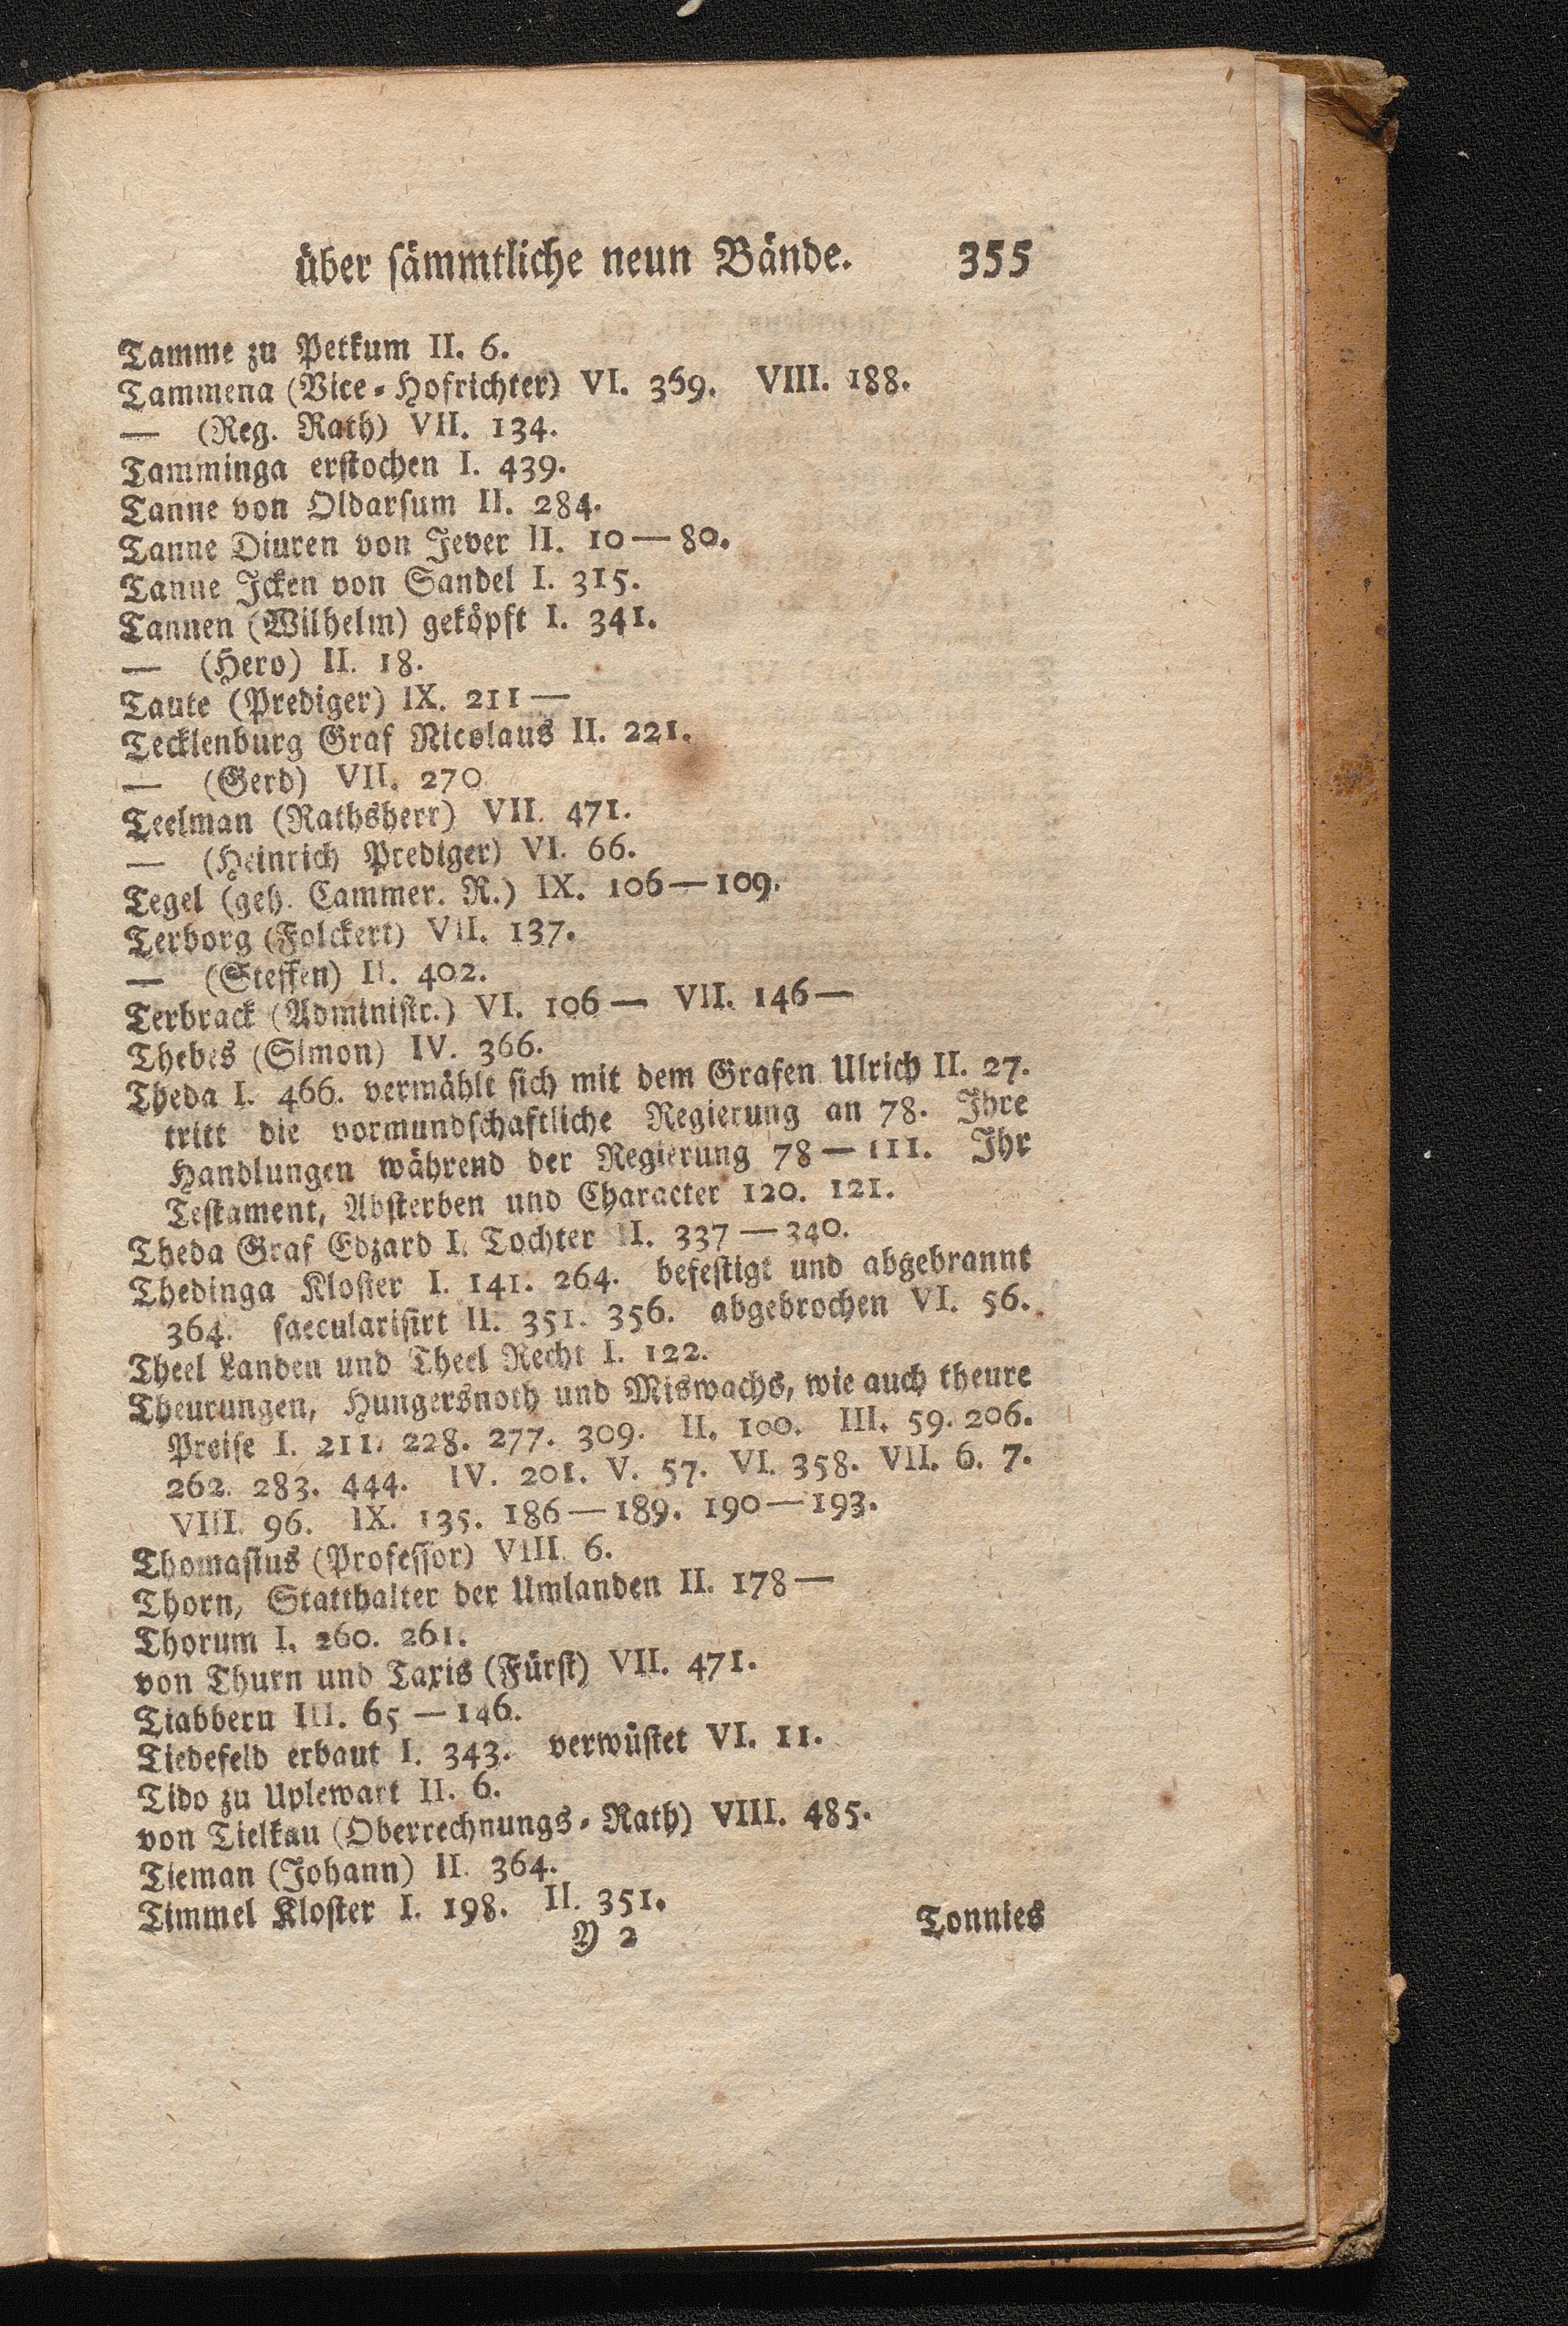 über ſämmtliche neun Bände. 355
Tamme zu Petkum II. 6.
Tammena (Vice-Hofrichter) VI. 369. VIII. 188.
— (Reg. Rath) VII. 134.
Tamminga erſtochen I. 439.
Tanne von Oldarſum II. 284.
Tanne Diuren von Jever II. 10—80.
Tanne Jcken von Sandel I. 315.
Tannen (Wilhelm) geköpft I. 341.
— (Hero) II. 18.
Taute (Prediger) IX. 211—
Tecklenburg Graf Nicolaus II. 221.
— (Gerd) VII. 270
Teelman (Rathsherr) VII. 471.
— (Heinrich Prediger) VI. 66.
Tegel (geh. Cammer. R.) IX. 106—109.
Terborg (Folckert) VII. 137.
— (Steffen) II. 402.
Terbrack (Adminiſtr.) VI. 106— VII. 146—
Thebes (Simon) IV. 366.
Theda I. 466. vermählt ſich mit dem Grafen Ulrich II. 27.
tritt die vormundſchaftliche Regierung an 78. Ihre
Handlungen während der Regierung 78—111. Ihr
Teſtament, Abſterben und Character 120. 121.
Theda Graf Edzard I. Tochter II. 337—340.
Thedinga Kloſter I. 141. 264. befeſtigt und abgebrannt
364. ſaeculariſirt II. 351. 356. abgebrochen VI. 56.
Theel Landen und Theel Recht I. 122.
Theurungen, Hungersnoth und Miswachs, wie auch theure
Preiſe I. 211. 228. 277. 309. II. 100. III. 59. 206.
262. 283. 444. IV. 201. V. 57. VI. 358. VII. 6. 7.
VIII. 96. IX. 135. 186—189. 190—193.
Thomaſius (Profeſſor) VIII. 6.
Thorn, Statthalter der Umlanden II. 178—
Thorum I. 260. 261.
von Thurn und Taxis (Fürſt) VII. 471.
Tiabbern III. 65—146.
Tiedefeld erbaut I. 343. verwüſtet VI. 11.
Tido zu Uplewart II. 6.
von Tielkau (Oberrechnungs-Rath) VIII. 485.
Tieman (Johann) II. 364.
Timmel Kloſter I. 198. II. 351.
Y 2 Tonnies